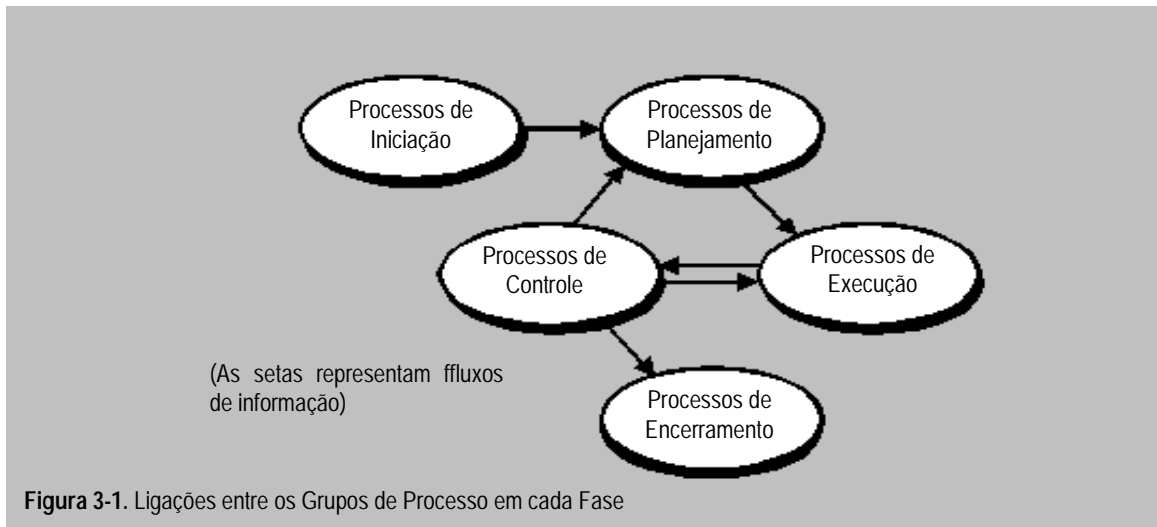 Processos de
Iniciação
Processos de
Planejamento
Processos de
Controle
Processos de
Execução
(As setas representam ffluxos
de informação)
Processos de
Encerramento
Figura 3-1. Ligações entre os Grupos de Processo em cada Fase